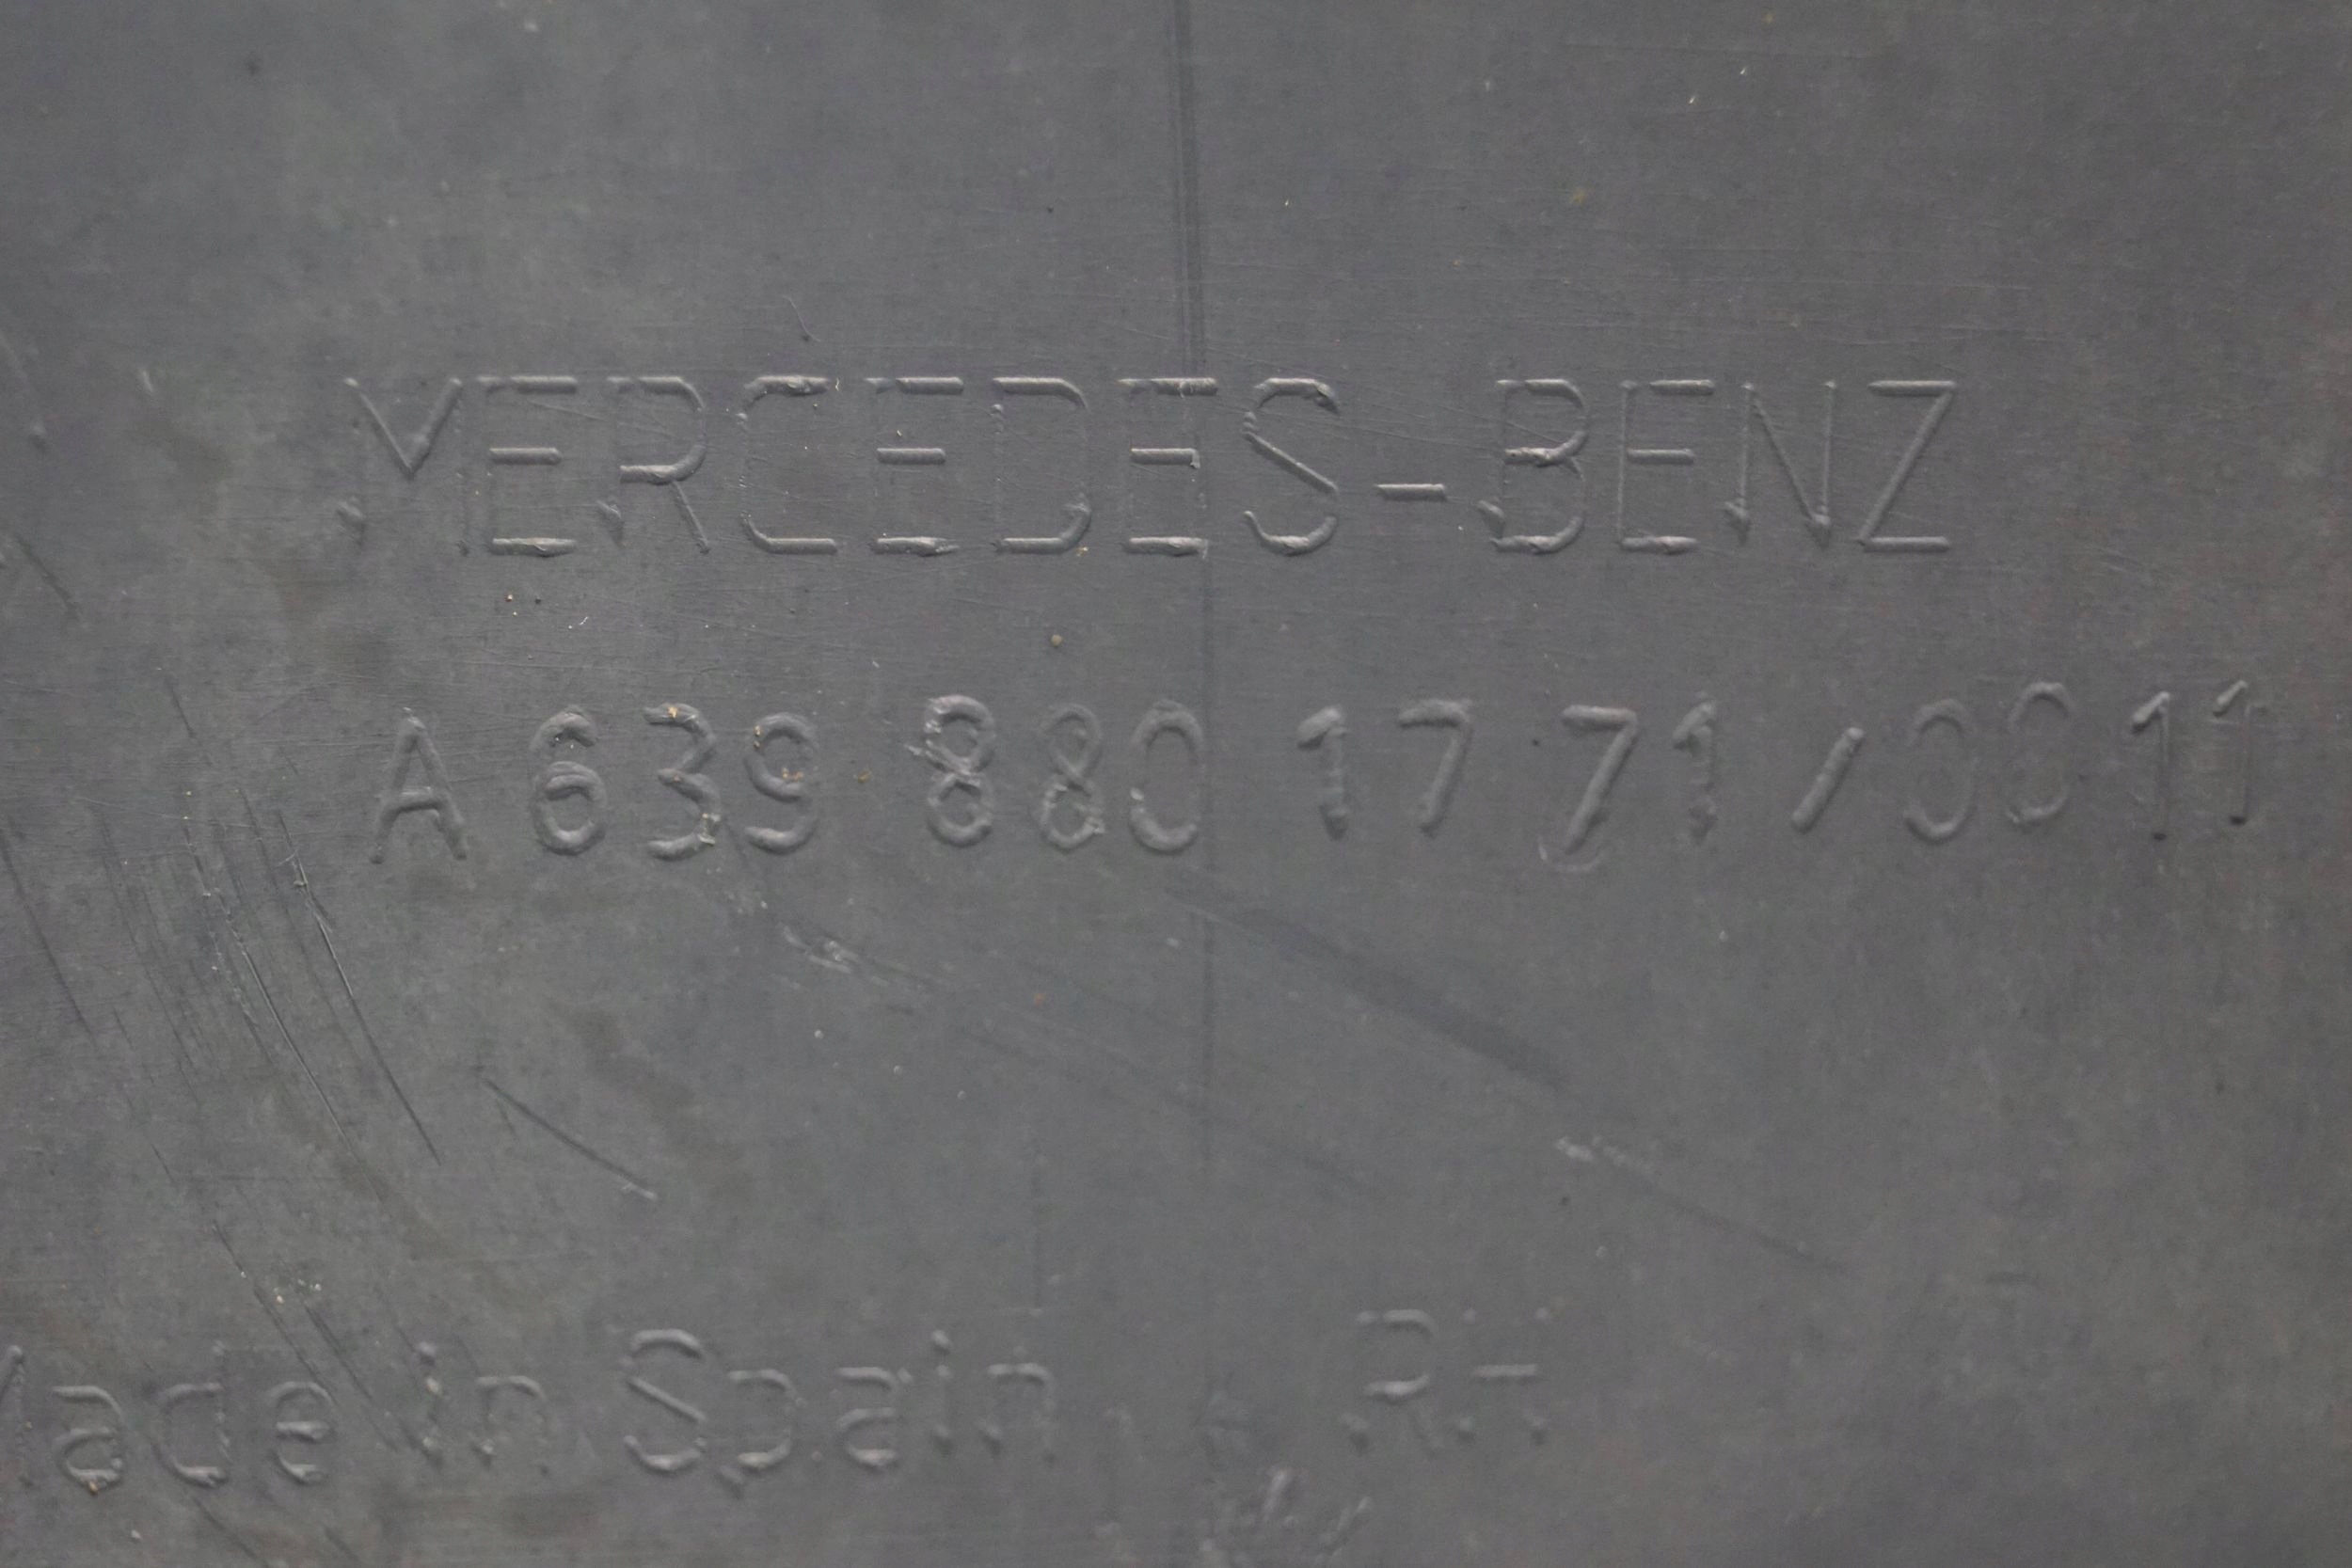 MERCEDES-BENZ
A 639 880 17 71/0011
Made in Spain RH